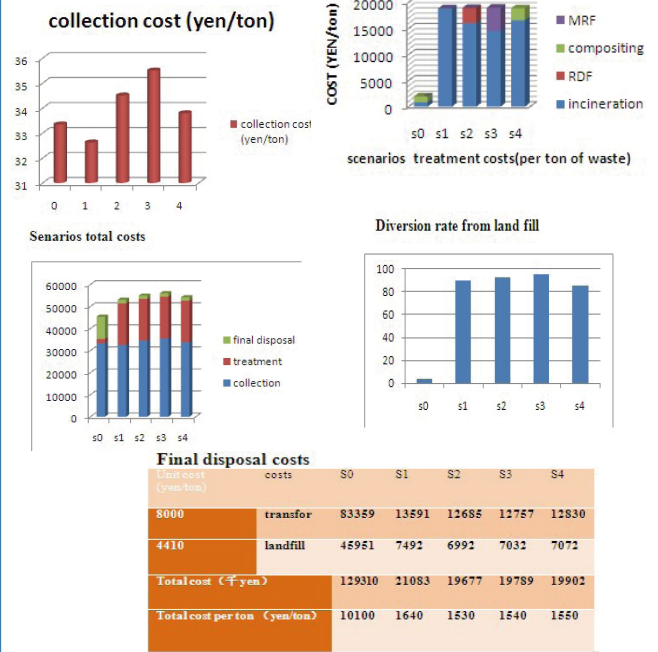 collection cost (yen/ton)
36
35
34
33
32
31
0 1 2 3 4
collection cost
(yen/ton)
COST (YEN/ton)
20000
15000
10000
5000
0
s0 s1 s2 s3 s4
MRF
compositing
RDF
incineration
scenarios treatment costs(per ton of waste)
Senarios total costs
60000
50000
40000
30000
20000
10000
0
s0 s1 s2 s3 s4
final disposal
treatment
collection
Diversion rate from land fill
100
80
60
40
20
0
s0 s1 s2 s3 s4
Final disposal costs
Unit cost (yen/ton) costs S0 S1 S2 S3 S4
8000 transfor 83359 13591 12685 12757 12830
4410 landfill 45951 7492 6992 7032 7072
Total cost（千yen） 129310 21083 19677 19789 19902
Total cost per ton （yen/ton） 10100 1640 1530 1540 1550